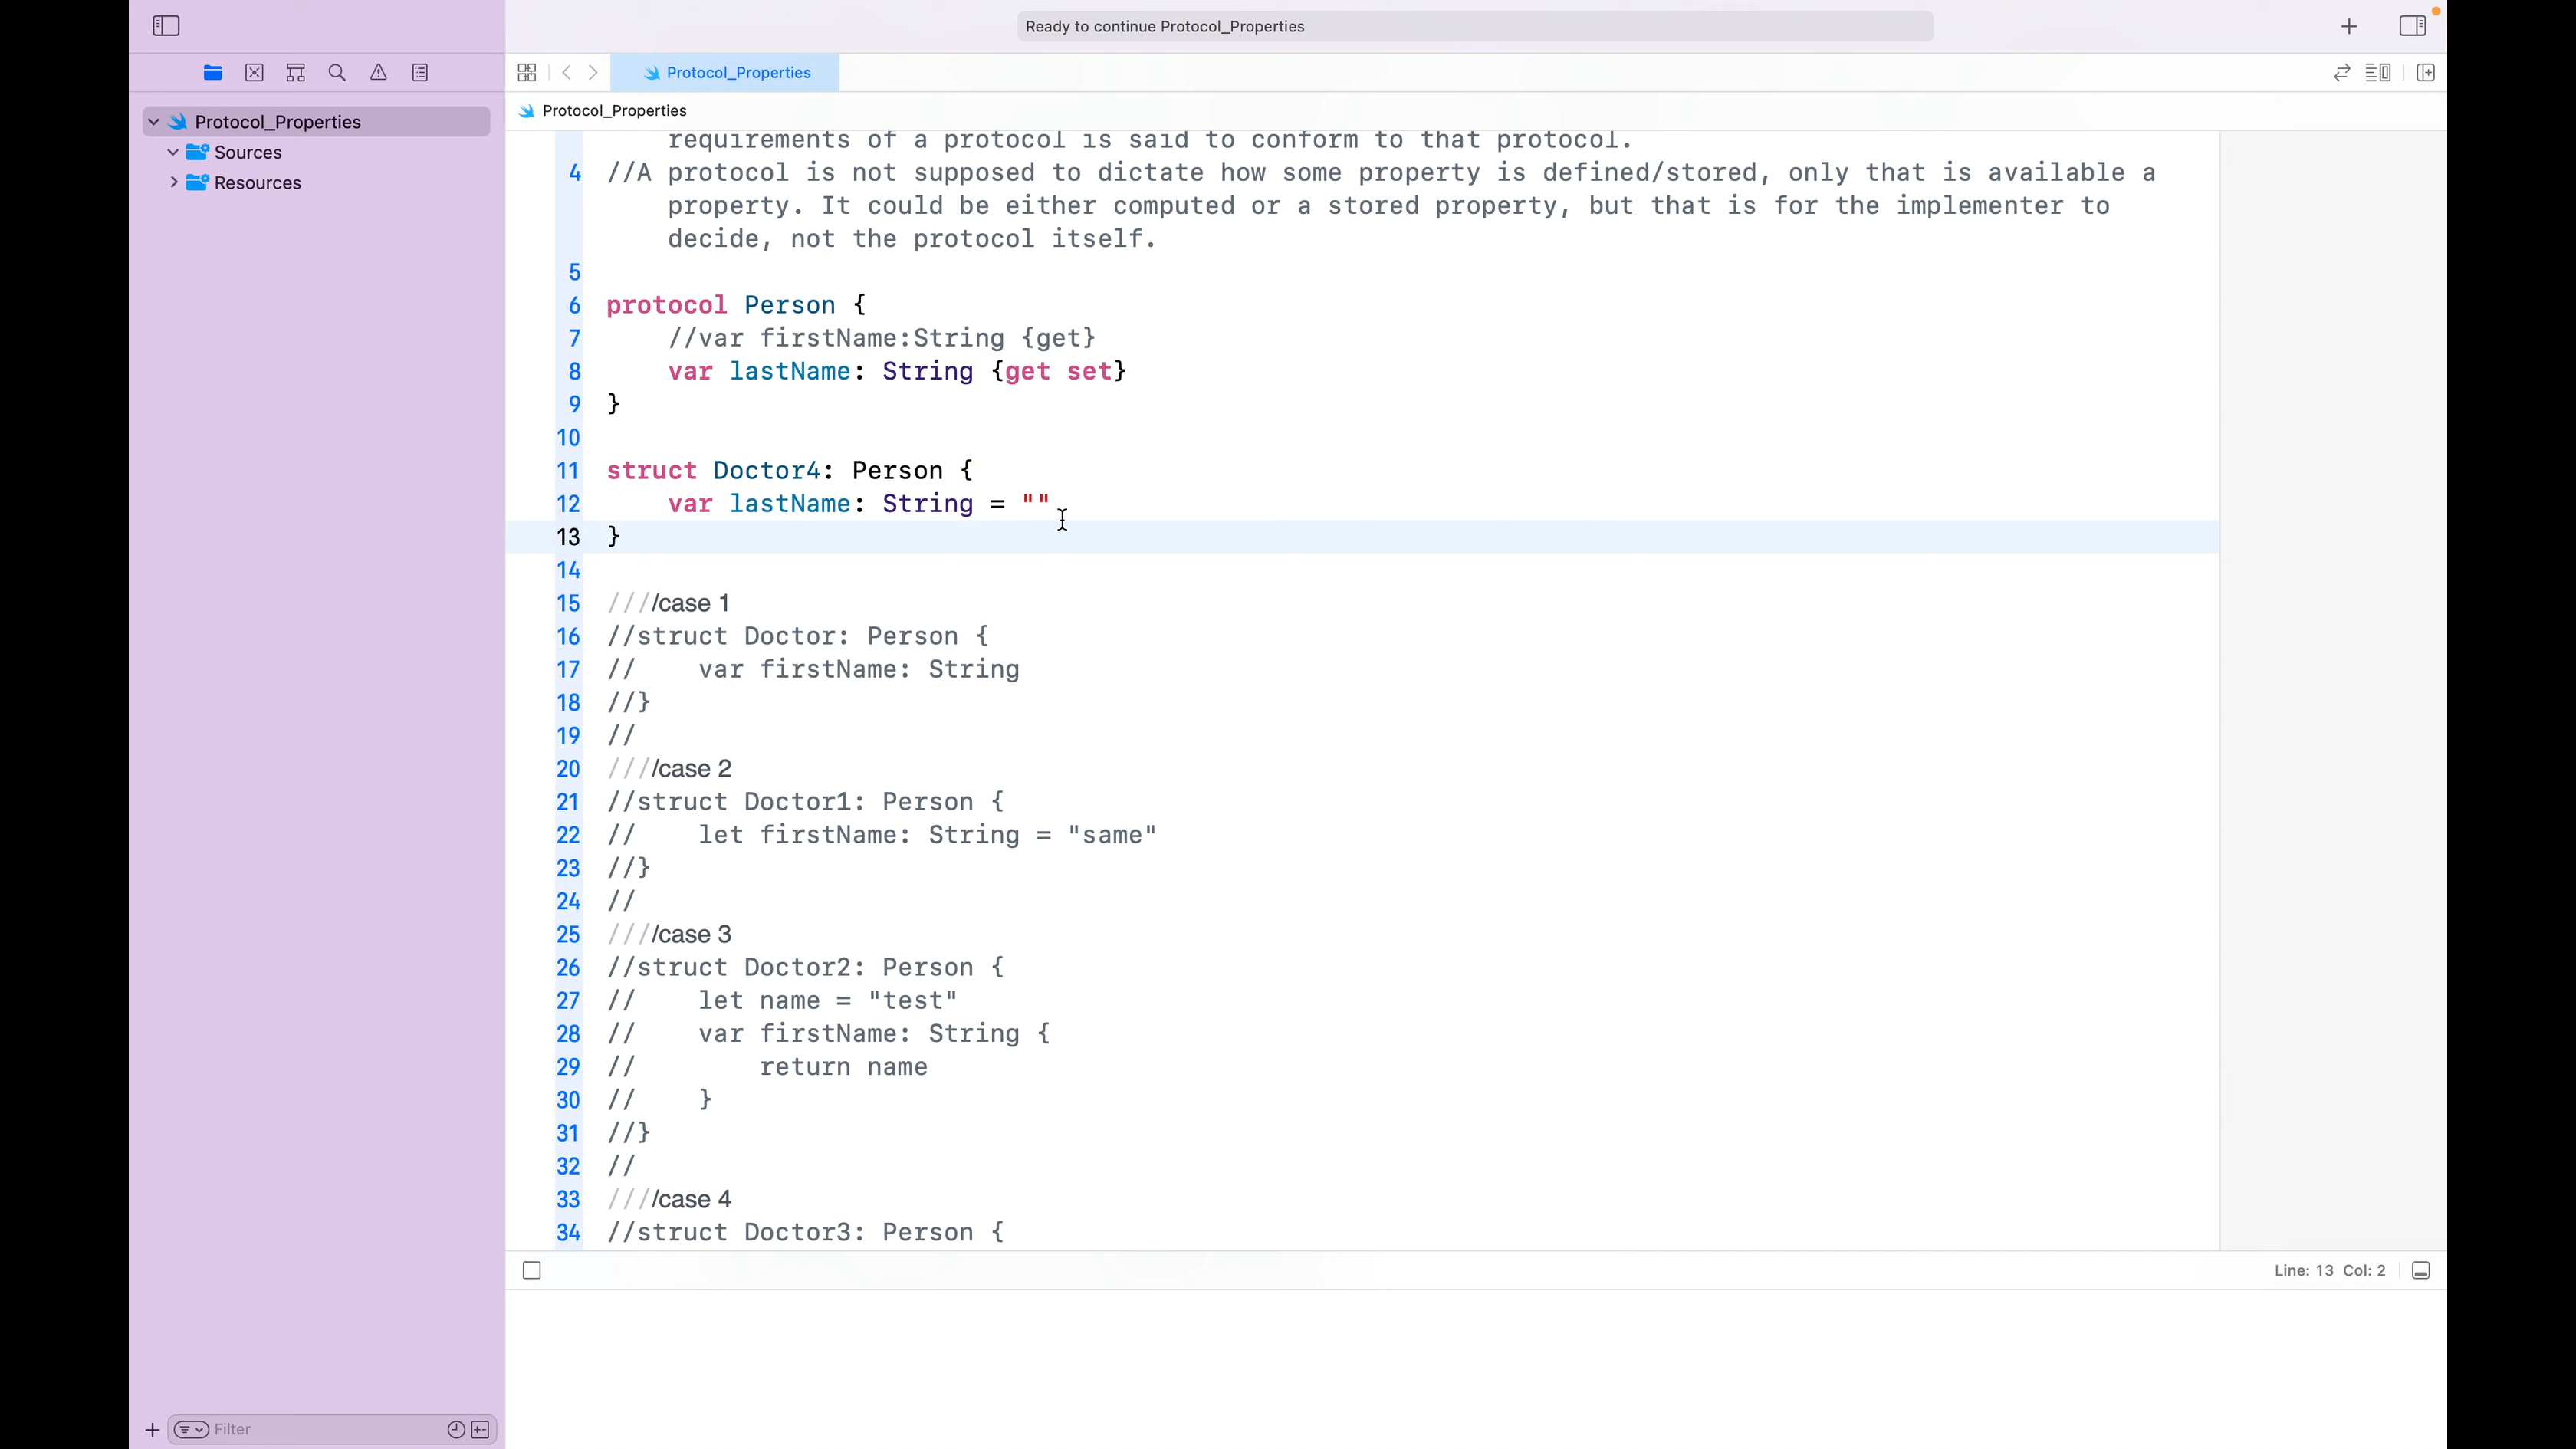 Ready to continue Protocol_Properties
Protocol_Properties
Protocol_Properties
Protocol_Properties
Sources
Resources
requirements of a protocol is said to conform to that protocol.
4 //A protocol is not supposed to dictate how some property is defined/stored, only that is available a
property. It could be either computed or a stored property, but that is for the implementer to
decide, not the protocol itself.
5
6 protocol Person {
7 //var firstName:String {get}
8 var lastName: String {get set}
9 }
10
11 struct Doctor4: Person {
12 var lastName: String = ""
13 }
14
15 ////case 1
16 //struct Doctor: Person {
17 // var firstName: String
18 //}
19 //
20 ////case 2
21 //struct Doctor1: Person {
22 // let firstName: String = "same"
23 //}
24 //
25 ////case 3
26 //struct Doctor2: Person {
27 // let name = "test"
28 // var firstName: String {
29 // return name
30 // }
31 //}
32 //
33 ////case 4
34 //struct Doctor3: Person {
Line: 13 Col: 2
Filter